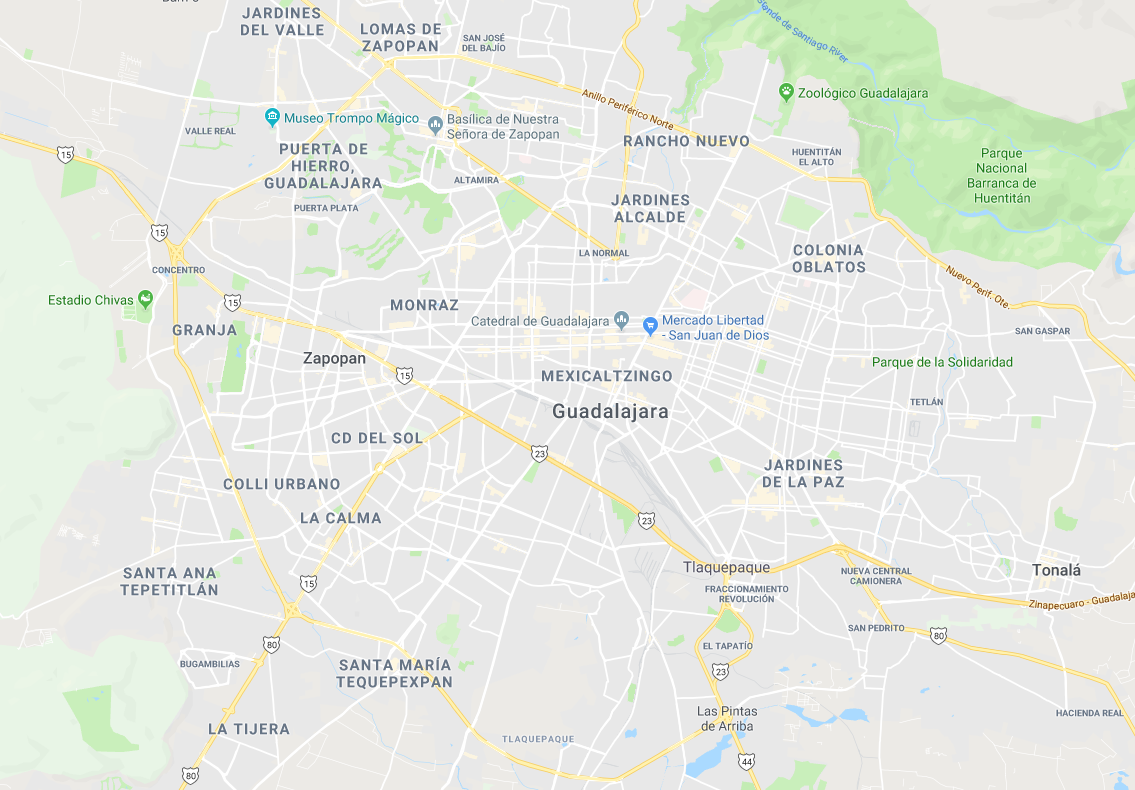 JARDINES
DEL VALLE
LOMAS DE
ZAPOPAN
SAN JOSÉ
DEL BAJÍO
Grande de Santiago River
Zoológico Guadalajara
Anillo Periférico Norte
Museo Trompo Mágico
Basílica de Nuestra
Señora de Zapopan
VALLE REAL
RANCHO NUEVO
PUERTA DE
HIERRO,
GUADALAJARA
HUENTITÁN
EL ALTO
Parque
Nacional
Barranca de
Huentitán
15
ALTAMIRA
PUERTA PLATA
JARDINES
ALCALDE
15
LA NORMAL
COLONIA
OBLATOS
CONCENTRO
Nuevo Perif. Ote.
Estadio Chivas
15
MONRAZ
GRANJA
Catedral de Guadalajara
Mercado Libertad
- San Juan de Dios
SAN GASPAR
Zapopan
Parque de la Solidaridad
15
MEXICALTZINGO
TETLÁN
Guadalajara
CD DEL SOL
23
JARDINES
DE LA PAZ
COLLI URBANO
LA CALMA
23
SANTA ANA
TEPETITLÁN
15
Tlaquepaque
NUEVA CENTRAL
CAMIONERA
Tonalá
FRACCIONAMIENTO
REVOLUCIÓN
Zinapecuaro - Guadalaja
SAN PEDRITO
80
80
EL TAPATÍO
BUGAMBILIAS
SANTA MARÍA
TEQUEPEXPAN
23
Las Pintas
de Arriba
HACIENDA REAL
LA TIJERA
TLAQUEPAQUE
44
80